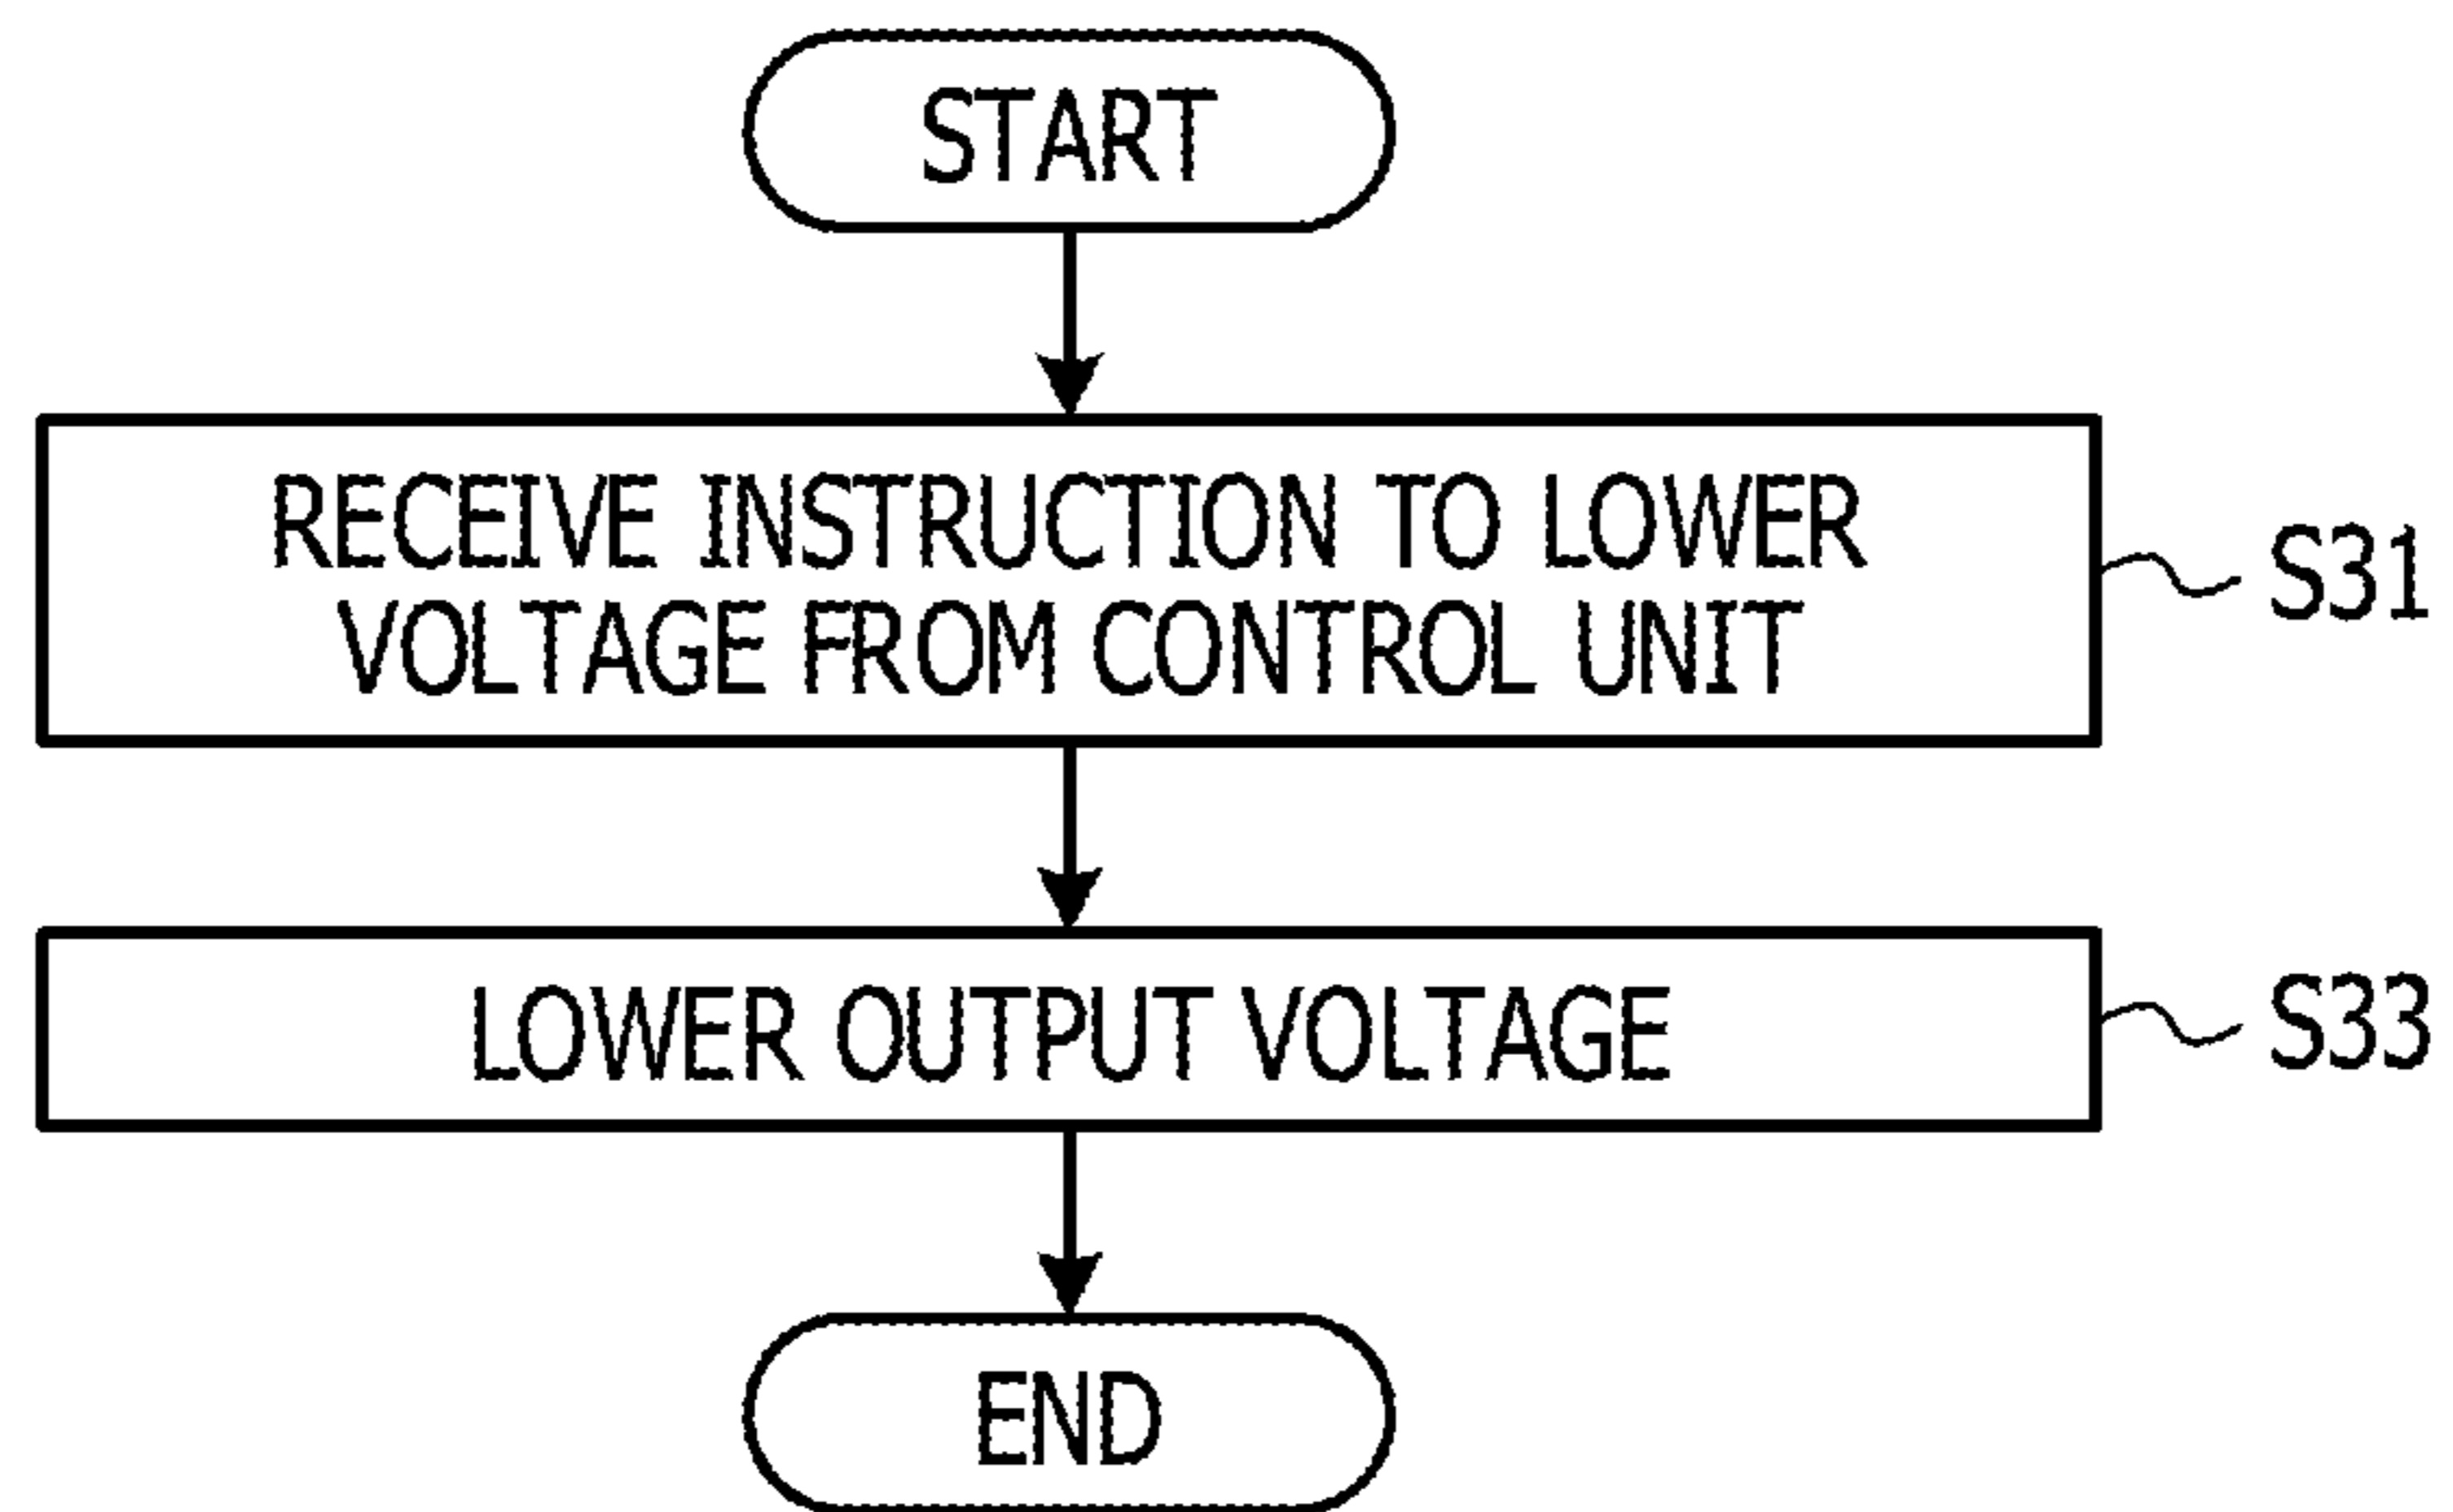 START
RECEIVE INSTRUCTION TO LOWER
VOLTAGE FROM CONTROL UNIT
S31
LOWER OUTPUT VOLTAGE
S33
END